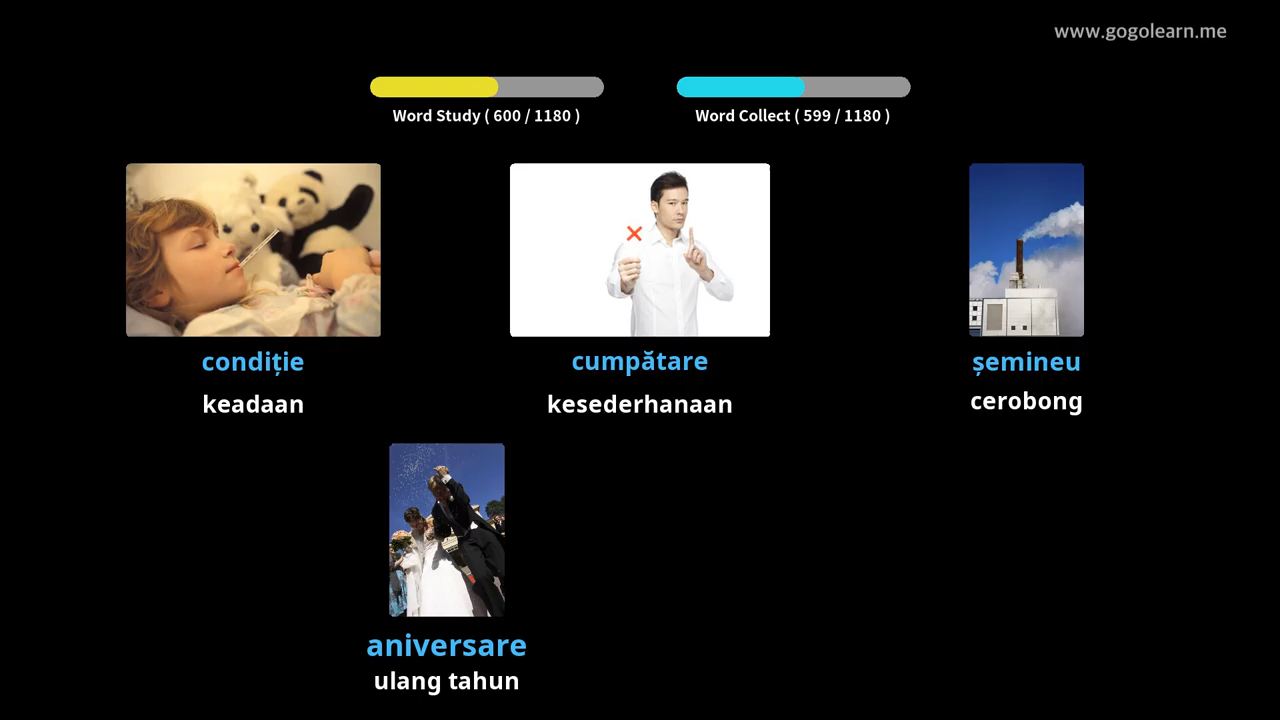 www.gogolearn.me
Word Study ( 600 / 1180 )
Word Collect ( 599 / 1180 )
condiție
keadaan
cumpătare
kesederhanaan
șemineu
cerobong
aniversare
ulang tahun